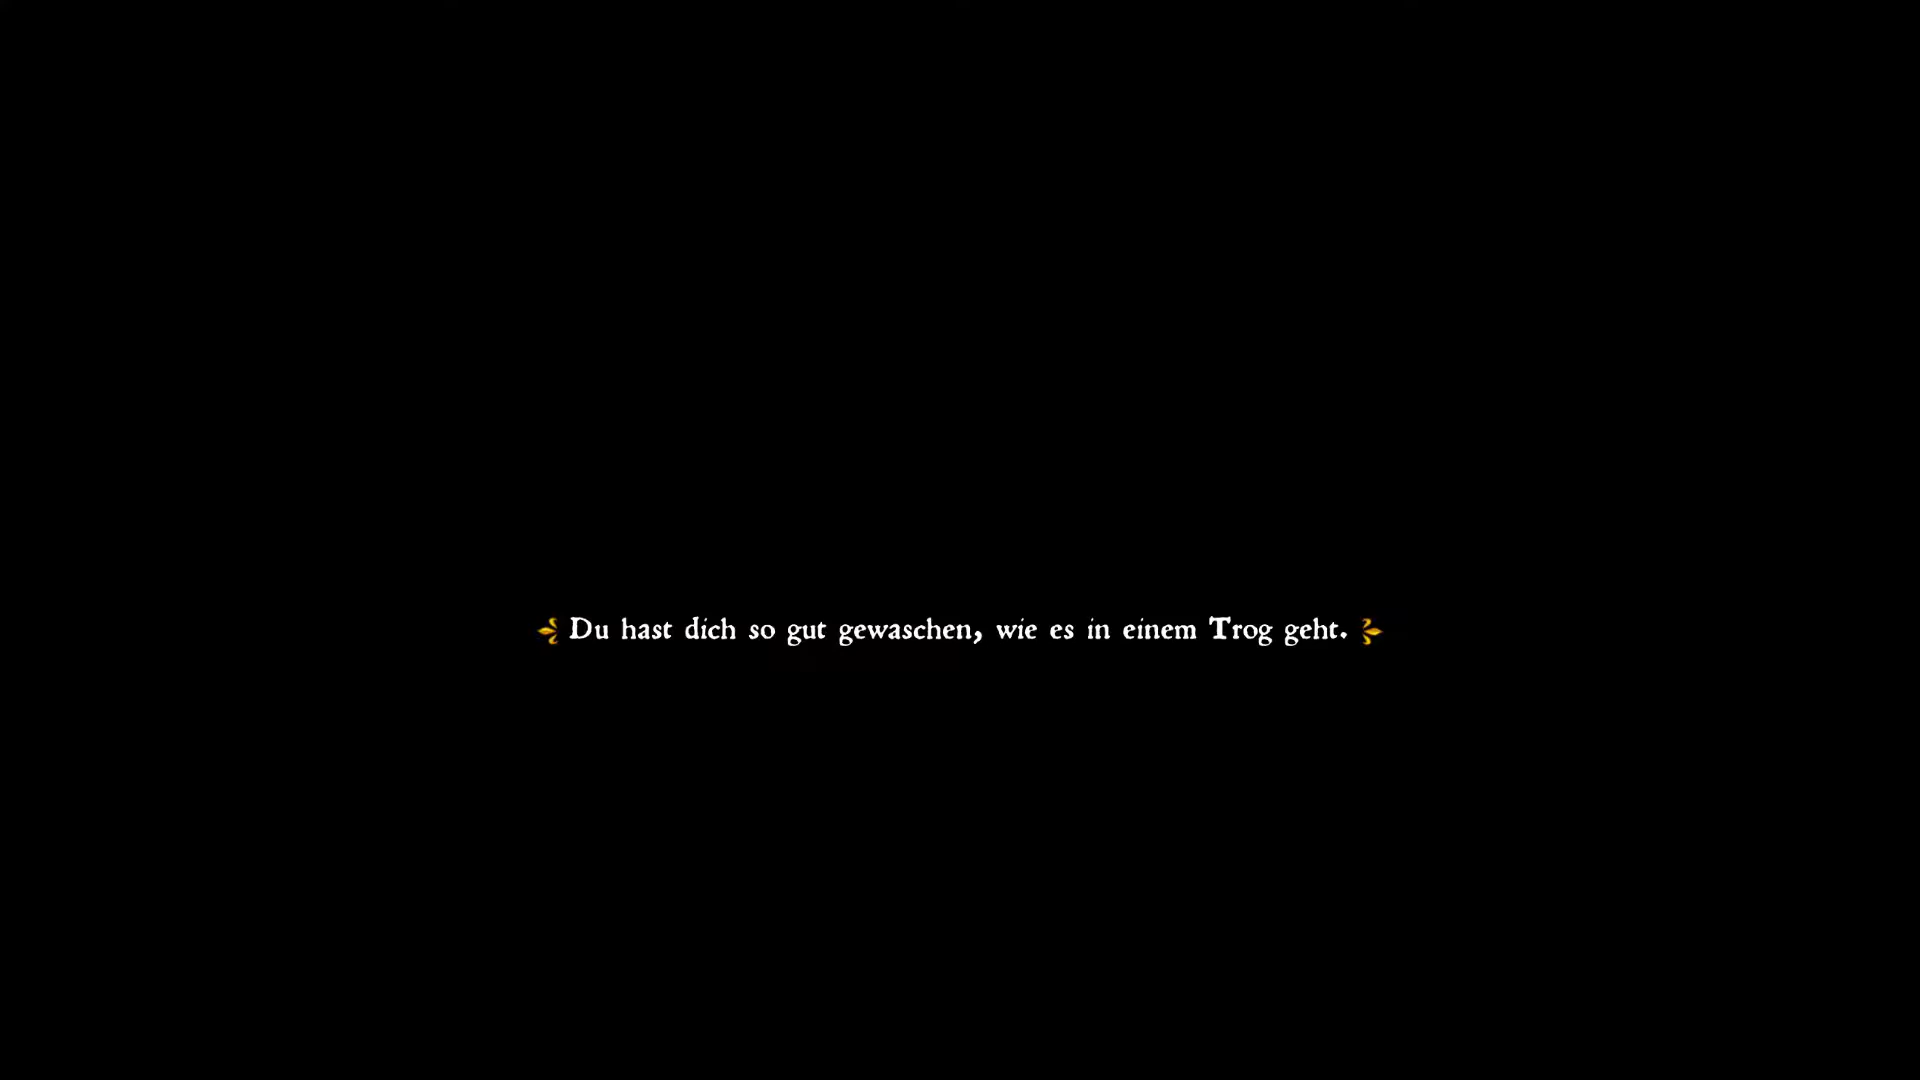 Du hast dich so gut gewaschen, wie es in einem Trog geht.